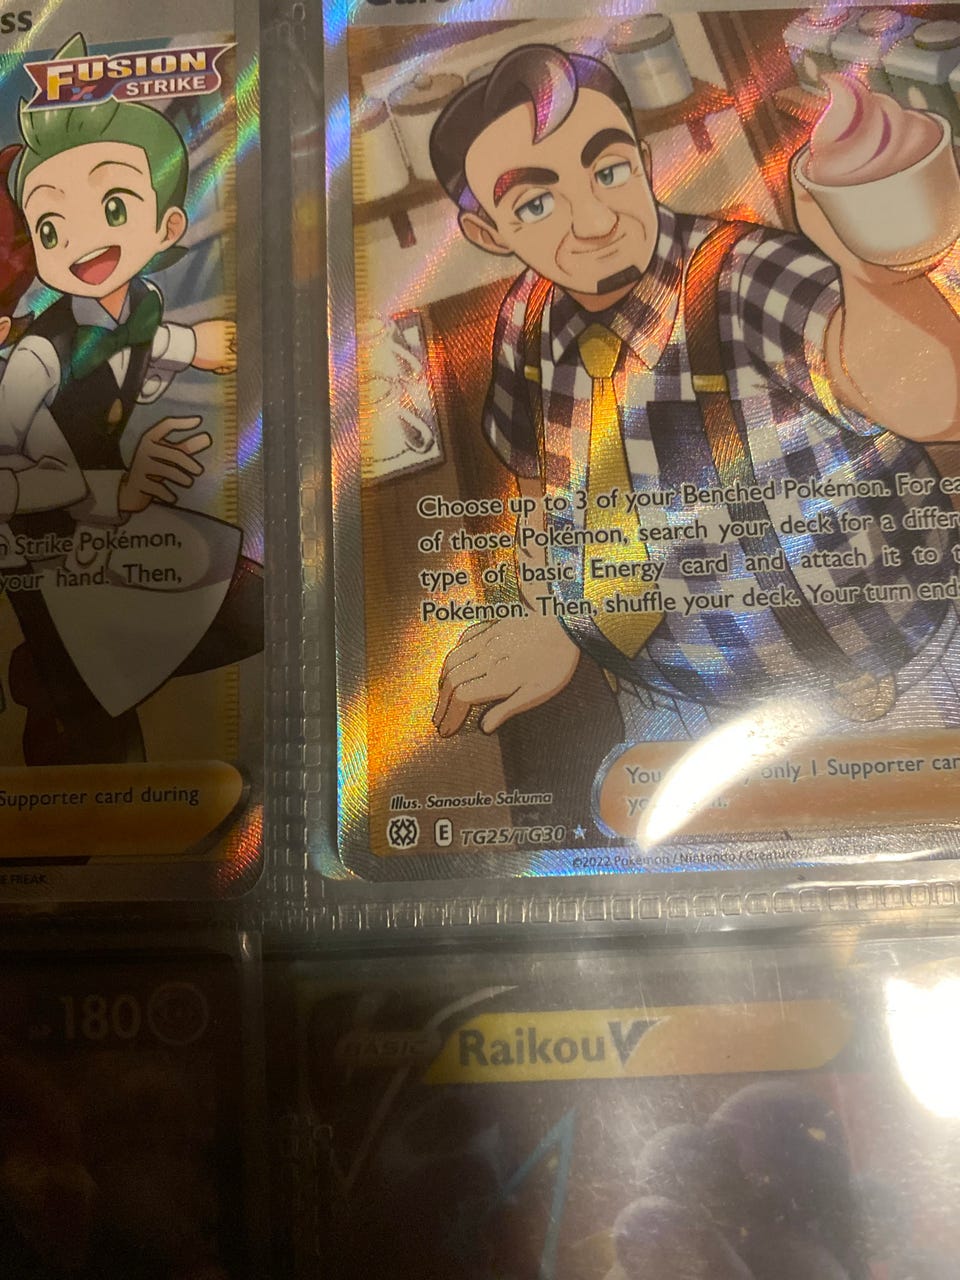 ss
FUSION
STRIKE
n Strike Pokémon,
your hand. Then,
Supporter card during
E FREAK
Choose up to 3 of your Benched Pokémon. For ea
of those Pokémon, search your deck for a differ
type of basic Energy card and attach it to t
Pokémon. Then, shuffle your deck. Your turn end
You only 1 Supporter car
Illus. Sanosuke Sakuma
E TG25/TG30
©2022 Pokémon / Nintendo / Creatures
180
BASIC
Raikou V